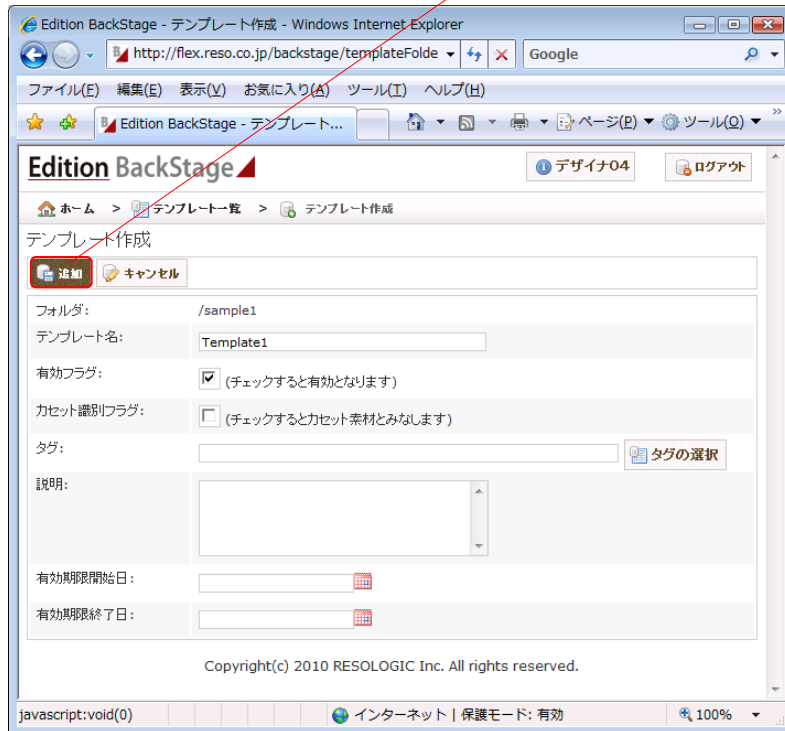 Edition BackStage - テンプレート作成 - Windows Internet Explorer
http://flex.reso.co.jp/backstage/templateFolde
Google
ファイル(F) 編集(E) 表示(V) お気に入り(A) ツール(T) ヘルプ(H)
Edition BackStage - テンプレート...
ページ(P) ツール(O) »
Edition BackStage
デザイナ04 ログアウト
ホーム > テンプレート一覧 > テンプレート作成
テンプレート作成
追加 キャンセル
フォルダ: /sample1
テンプレート名: Template1
有効フラグ: (チェックすると有効となります)
カセット識別フラグ: (チェックするとカセット素材とみなします)
タグ: タグの選択
説明:
有効期限開始日:
有効期限終了日:
Copyright(c) 2010 RESOLOGIC Inc. All rights reserved.
javascript:void(0) インターネット | 保護モード: 有効 100%